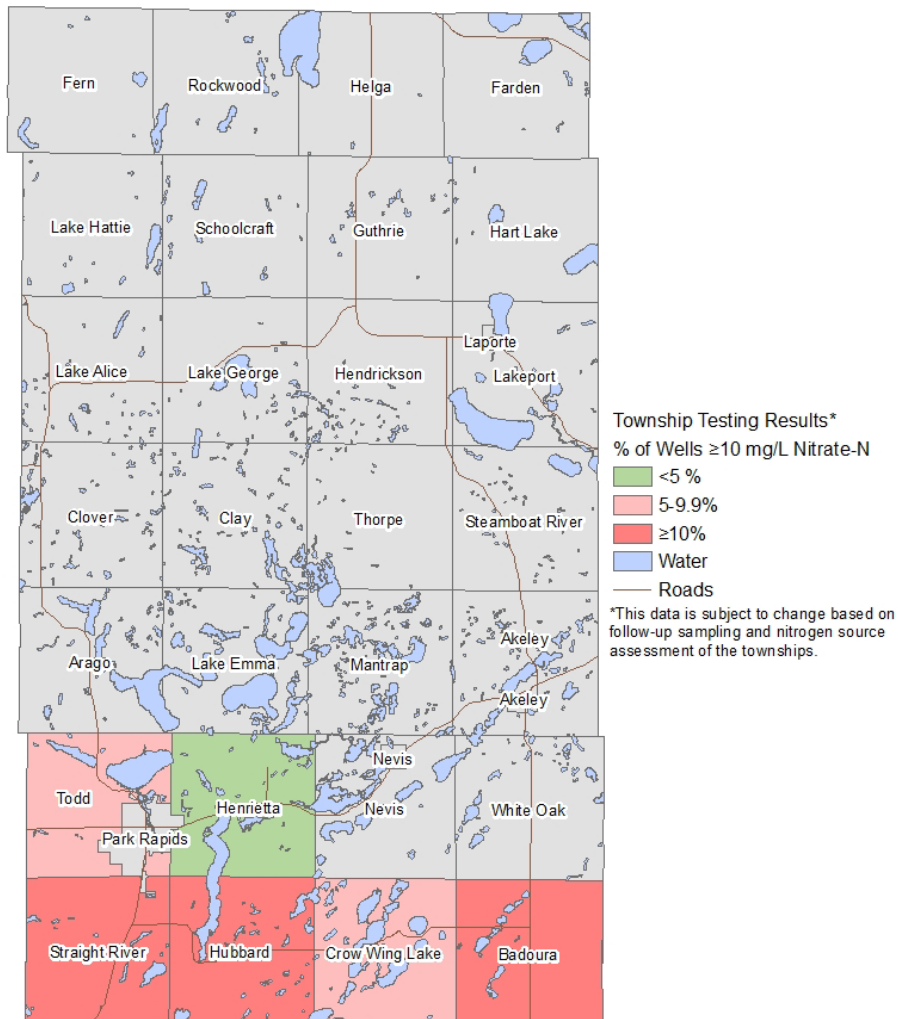 Fern
Rockwood
Helga
Farden
Lake Hattie
Schoolcraft
Guthrie
Hart Lake
Laporte
Lake Alice
Lake George
Hendrickson
Lakeport
Township Testing Results*
% of Wells ≥10 mg/L Nitrate-N
<5 %
5-9.9%
≥10%
Water
Roads
*This data is subject to change based on
follow-up sampling and nitrogen source
assessment of the townships.
Clover
Clay
Thorpe
Steamboat River
Arago
Lake Emma
Mantrap
Akeley
Akeley
Nevis
Todd
Henrietta
Nevis
White Oak
Park Rapids
Straight River
Hubbard
Crow Wing Lake
Badoura